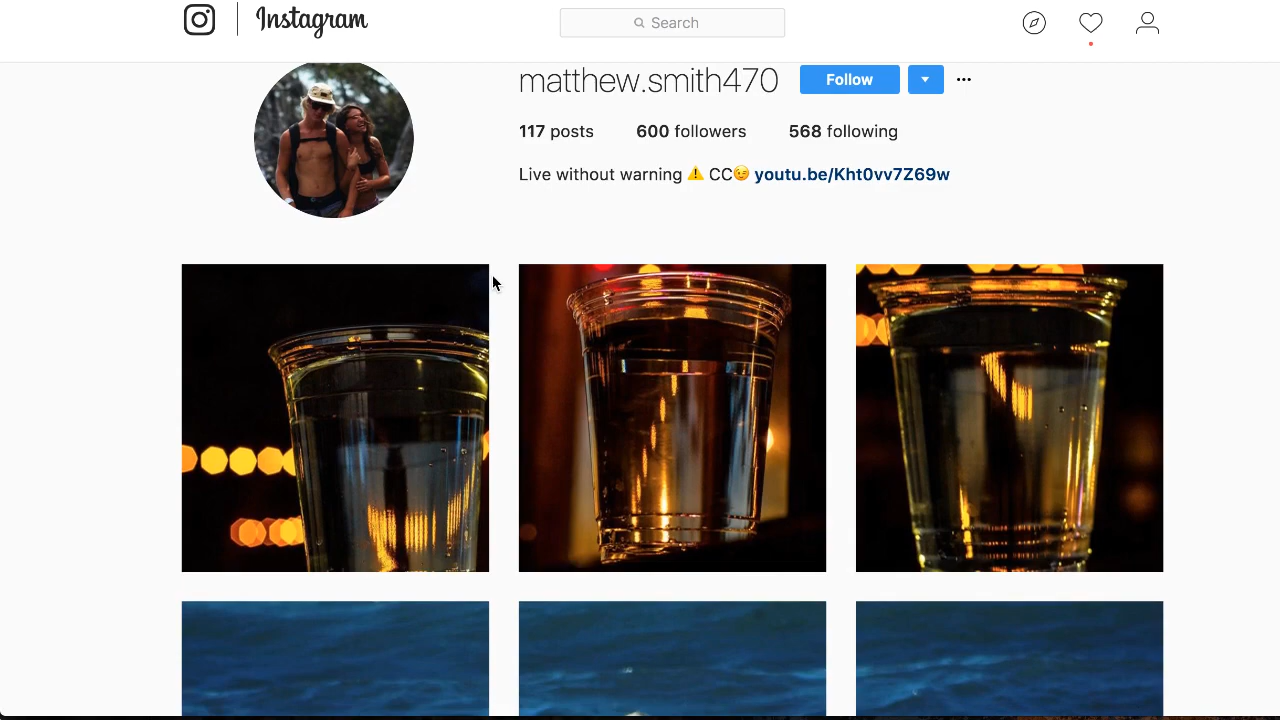 Instagram
Search
matthew.smith470 Follow
117 posts 600 followers 568 following
Live without warning ⚠️ CC😉 youtu.be/Kht0vv7Z69w